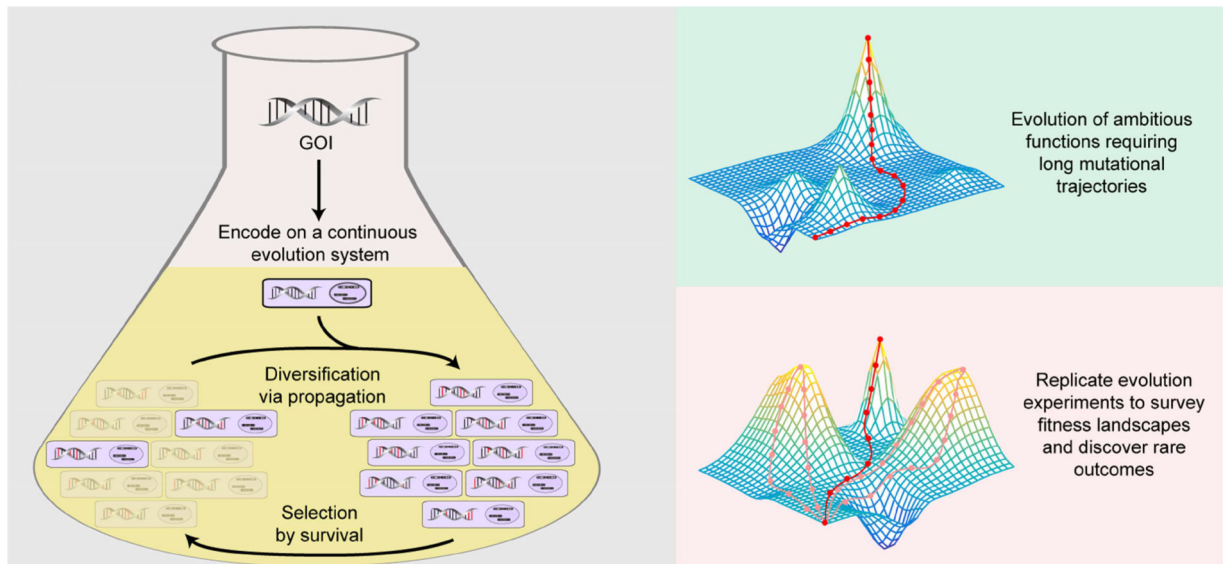 GOI
Encode on a continuous
evolution system
Diversification
via propagation
Selection
by survival
Evolution of ambitious
functions requiring
long mutational
trajectories
Replicate evolution
experiments to survey
fitness landscapes
and discover rare
outcomes